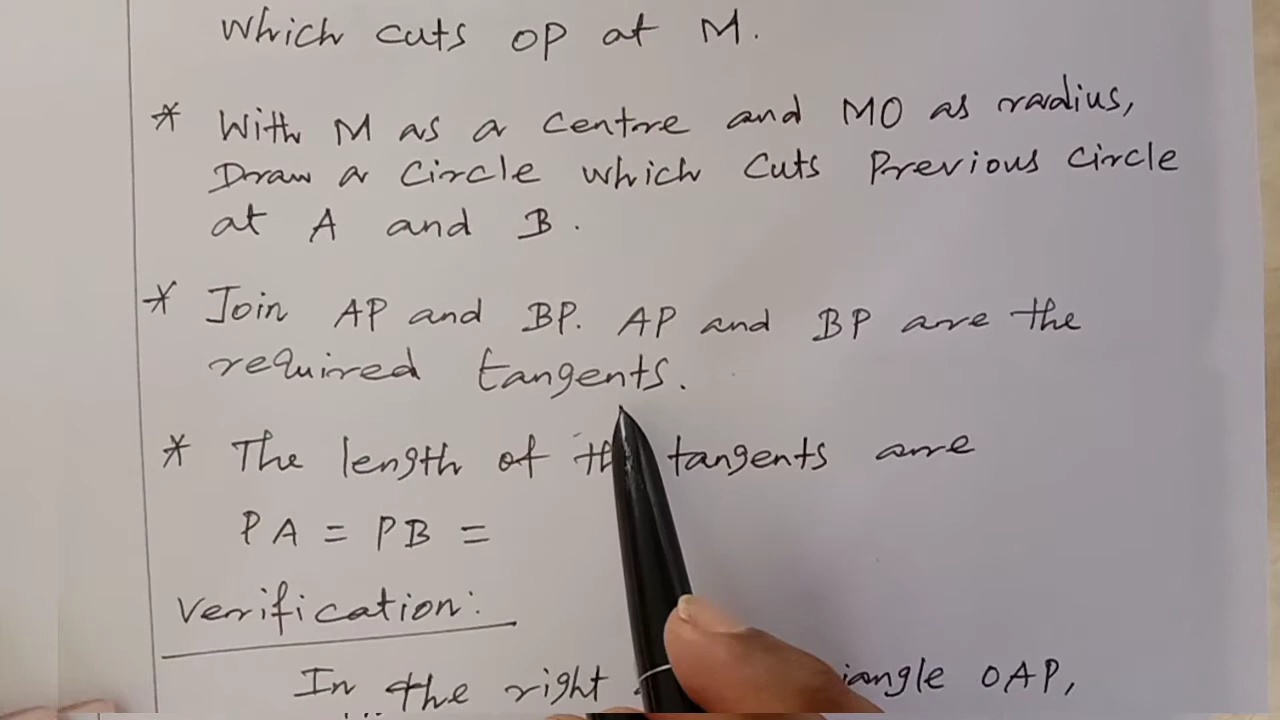 which cuts OP at M.
* With M as a centre and MO as radius,
Draw a circle which cuts Previous circle
at A and B.
* Join AP and BP. AP and BP are the
required tangents.
* The length of the tangents are
PA = PB =
Verification:
In the right triangle OAP,